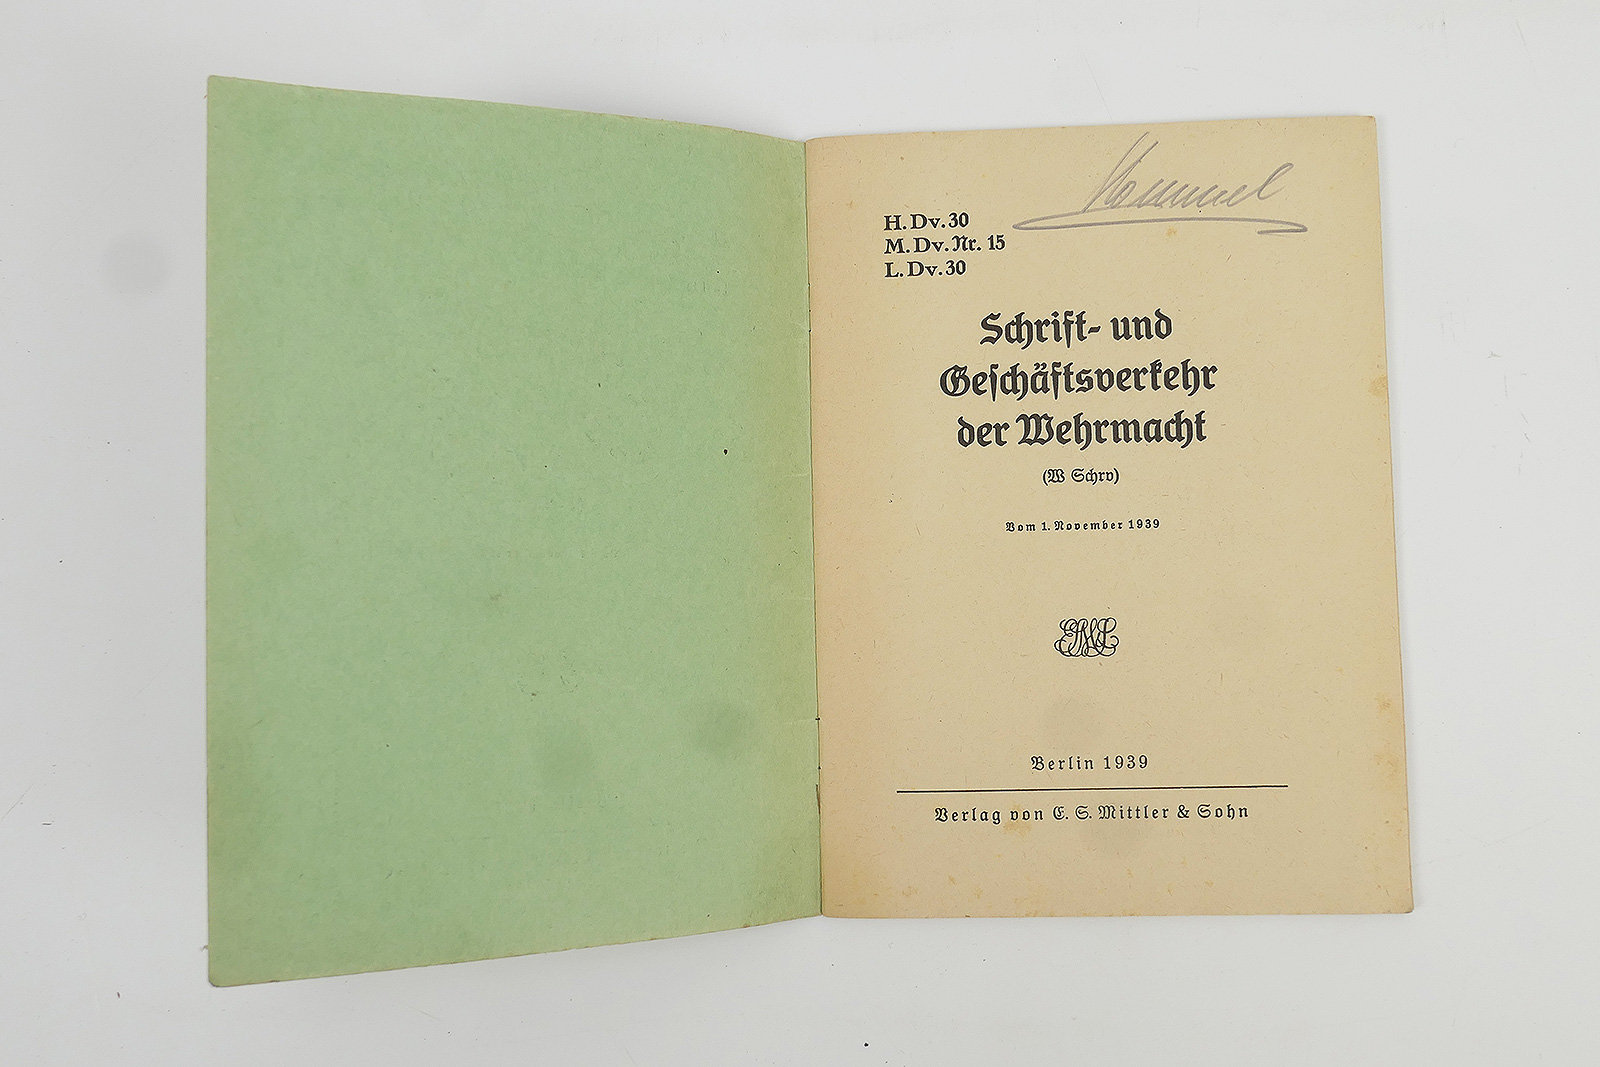 Hommel
H. Dv. 30
M. Dv. Nr. 15
L. Dv. 30
Schrift- und
Geschäftsverkehr
der Wehrmacht
(W Schrv)
Vom 1. November 1939
Berlin 1939
Verlag von E. S. Mittler & Sohn